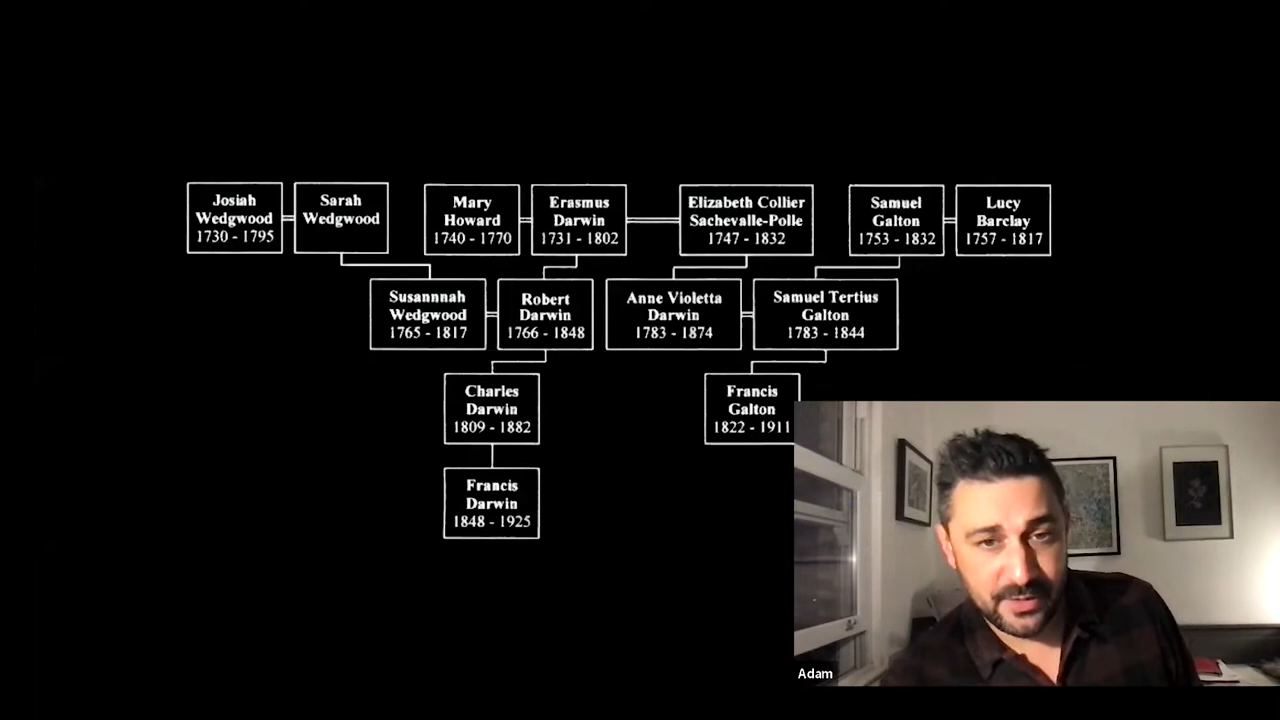 Josiah
Wedgwood
1730 - 1795
Sarah
Wedgwood
Mary
Howard
1740 - 1770
Erasmus
Darwin
1731 - 1802
Elizabeth Collier
Sachevalle-Polle
1747 - 1832
Samuel
Galton
1753 - 1832
Lucy
Barclay
1757 - 1817
Susannnah
Wedgwood
1765 - 1817
Robert
Darwin
1766 - 1848
Anne Violetta
Darwin
1783 - 1874
Samuel Tertius
Galton
1783 - 1844
Charles
Darwin
1809 - 1882
Francis
Galton
1822 - 1911
Francis
Darwin
1848 - 1925
Adam